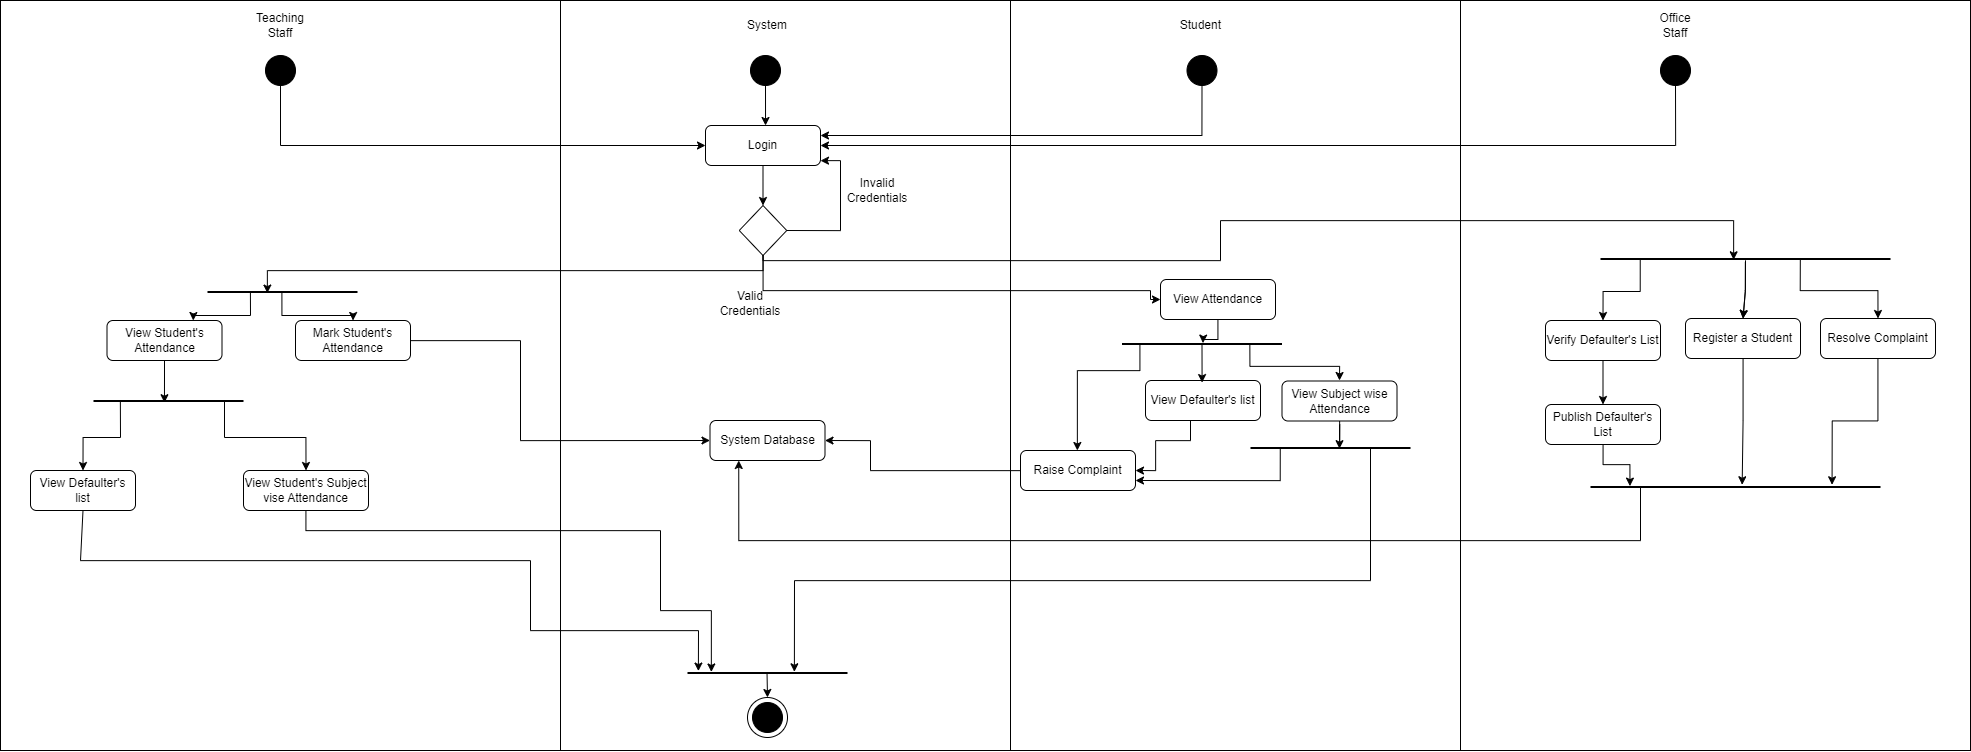 Teaching
Staff
System
Student
Office
Staff
Login
Invalid
Credentials
Valid
Credentials
View Student's
Attendance
Mark Student's
Attendance
View Defaulter's
list
View Student's Subject
vise Attendance
System Database
View Attendance
View Defaulter's list
View Subject wise
Attendance
Raise Complaint
Verify Defaulter's List
Register a Student
Resolve Complaint
Publish Defaulter's
List